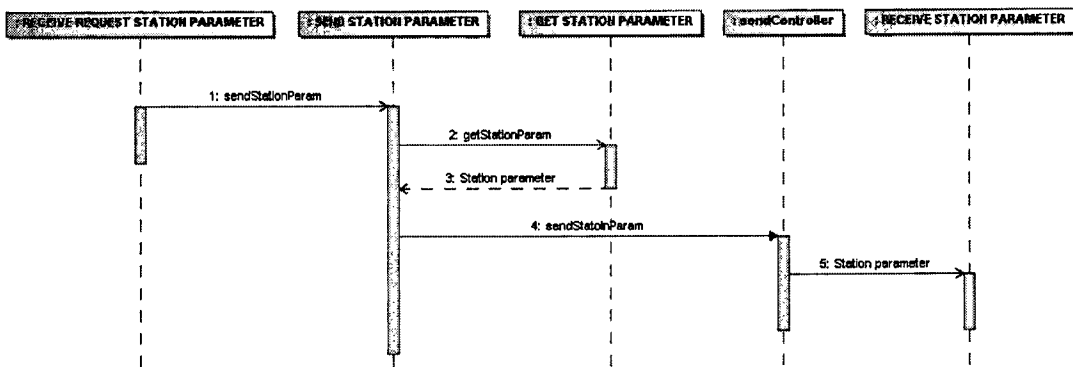 : RECEIVE REQUEST STATION PARAMETER
: SEND STATION PARAMETER
: GET STATION PARAMETER
: sendController
: RECEIVE STATION PARAMETER
1: sendStationParam
2: getStationParam
3: Station parameter
4: sendStatoinParam
5: Station parameter